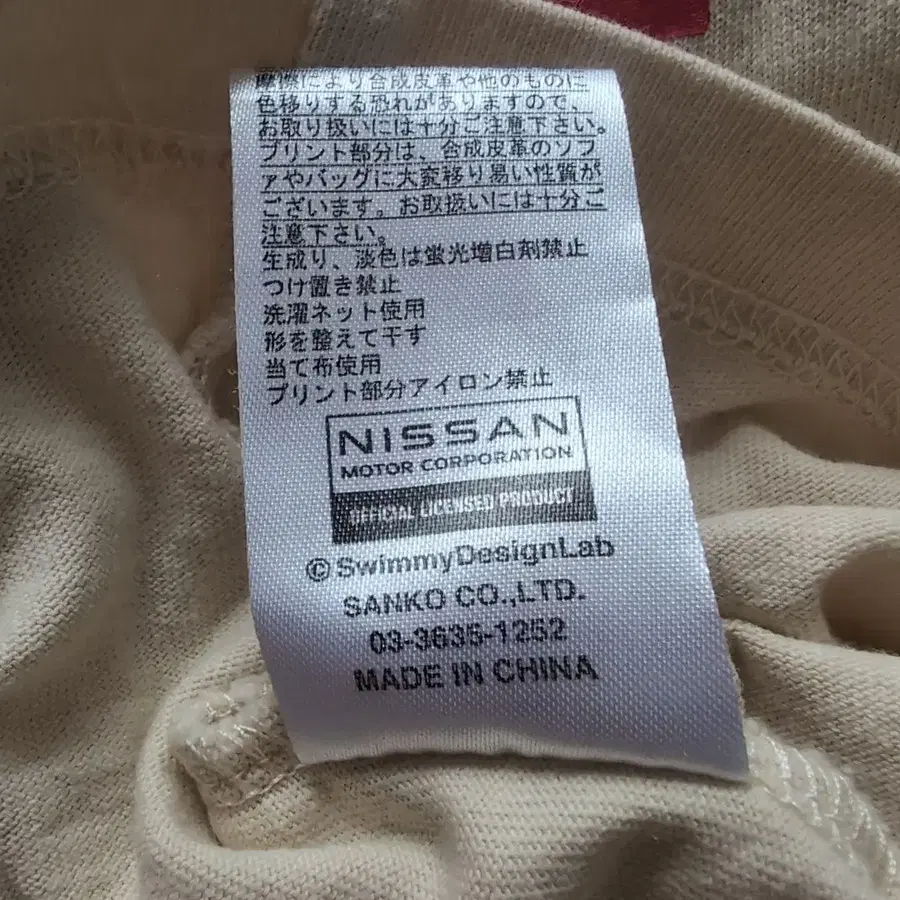 摩擦により合成皮革や他のものに
色移りする恐れがありますので、
お取り扱いには十分ご注意下さい。
プリント部分は、合成皮革のソフ
ァやバッグに大変移り易い性質が
ございます。お取扱いには十分ご
注意下さい。
生成り、淡色は蛍光増白剤禁止
つけ置き禁止
洗濯ネット使用
形を整えて干す
当て布使用
プリント部分アイロン禁止
NISSAN
MOTOR CORPORATION
OFFICIAL LICENSED PRODUCT
©SwimmyDesignLab
SANKO CO.,LTD.
03-3635-1252
MADE IN CHINA